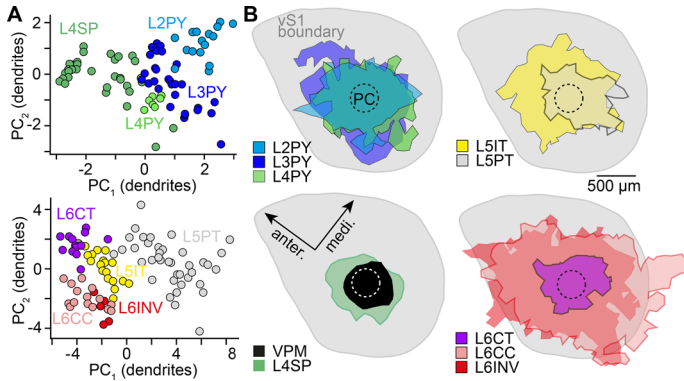 A
L4SP
L2PY
L3PY
L4PY
PC2 (dendrites)
2
0
-2
-2
0
2
PC1 (dendrites)
L6CT
L5PT
L5IT
L6CC
L6INV
PC2 (dendrites)
4
2
0
-2
-4
-4
0
4
8
PC1 (dendrites)
B
vS1
boundary
PC
L2PY
L3PY
L4PY
L5IT
L5PT
500 µm
anter.
medi.
VPM
L4SP
L6CT
L6CC
L6INV